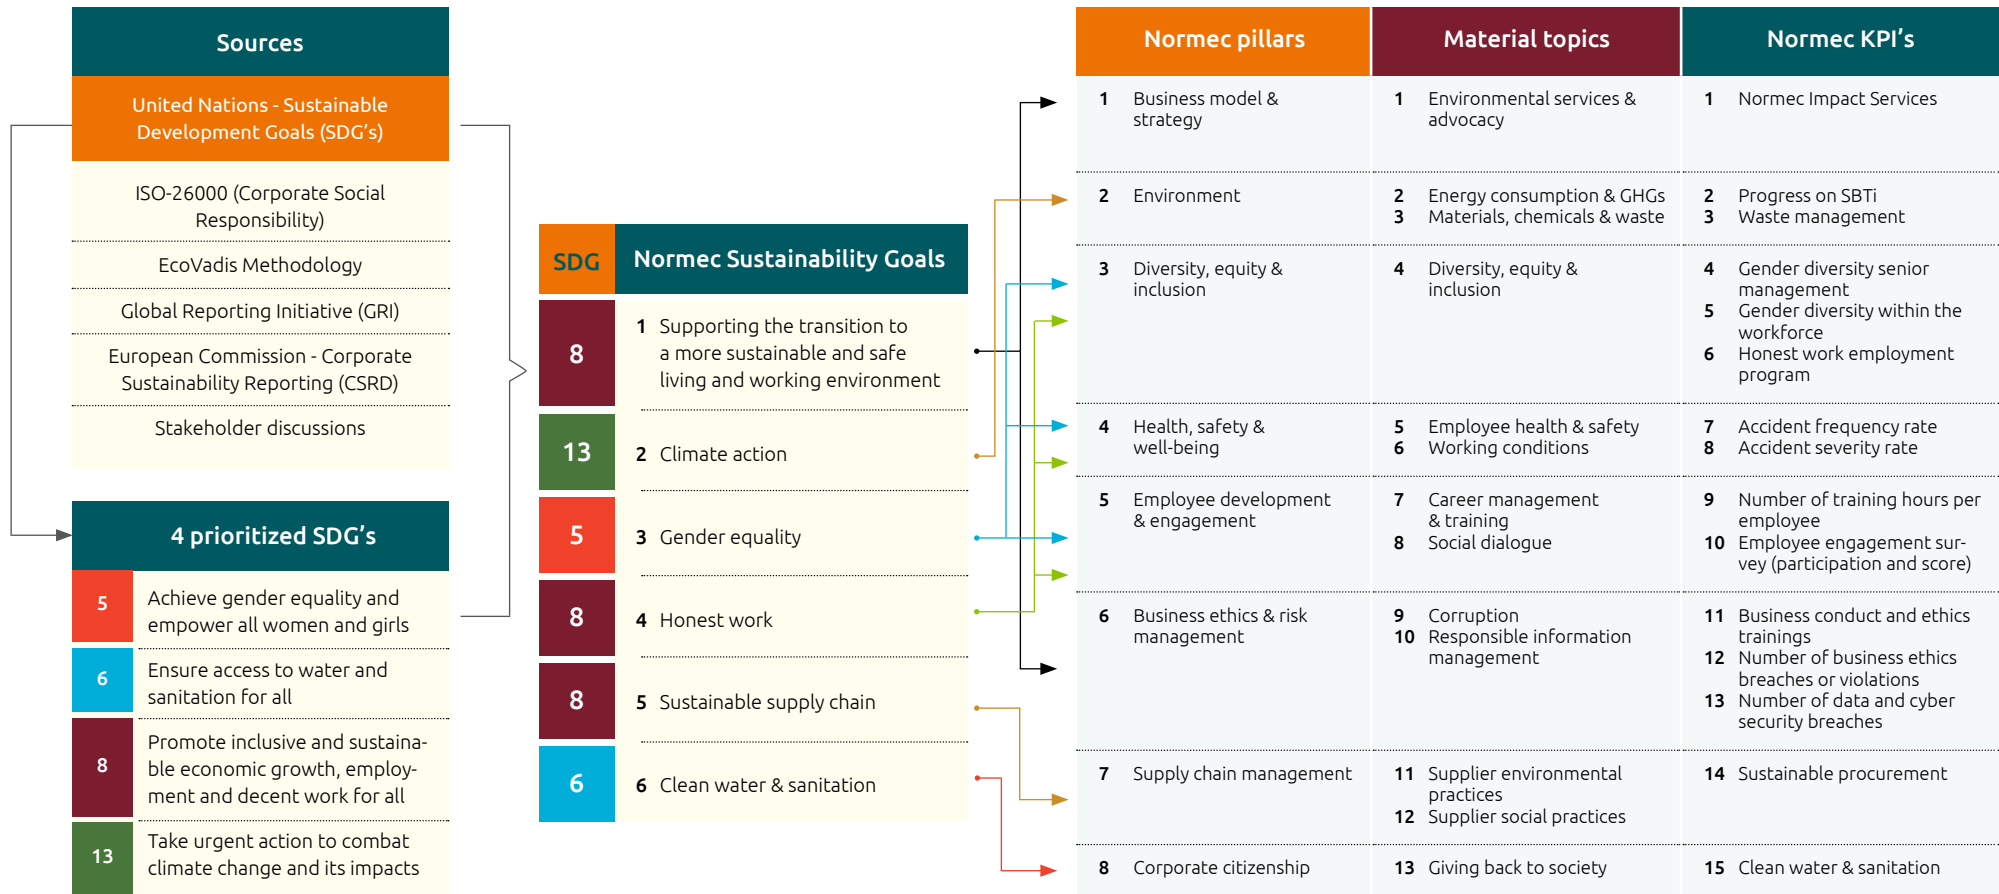 Sources
United Nations - Sustainable
Development Goals (SDG's)
ISO-26000 (Corporate Social
Responsibility)
EcoVadis Methodology
Global Reporting Initiative (GRI)
European Commission - Corporate
Sustainability Reporting (CSRD)
Stakeholder discussions
4 prioritized SDG's
5 Achieve gender equality and
empower all women and girls
6 Ensure access to water and
sanitation for all
8 Promote inclusive and sustaina-
ble economic growth, employ-
ment and decent work for all
13 Take urgent action to combat
climate change and its impacts
SDG Normec Sustainability Goals
8 1 Supporting the transition to
a more sustainable and safe
living and working environment
13 2 Climate action
5 3 Gender equality
8 4 Honest work
8 5 Sustainable supply chain
6 6 Clean water & sanitation
Normec pillars Material topics Normec KPI's
1 Business model &
strategy
1 Environmental services &
advocacy
1 Normec Impact Services
2 Environment
2 Energy consumption & GHGs
3 Materials, chemicals & waste
2 Progress on SBTi
3 Waste management
3 Diversity, equity &
inclusion
4 Diversity, equity &
inclusion
4 Gender diversity senior
management
5 Gender diversity within the
workforce
6 Honest work employment
program
4 Health, safety &
well-being
5 Employee health & safety
6 Working conditions
7 Accident frequency rate
8 Accident severity rate
5 Employee development
& engagement
7 Career management
& training
8 Social dialogue
9 Number of training hours per
employee
10 Employee engagement sur-
vey (participation and score)
6 Business ethics & risk
management
9 Corruption
10 Responsible information
management
11 Business conduct and ethics
trainings
12 Number of business ethics
breaches or violations
13 Number of data and cyber
security breaches
7 Supply chain management
11 Supplier environmental
practices
12 Supplier social practices
14 Sustainable procurement
8 Corporate citizenship
13 Giving back to society
15 Clean water & sanitation